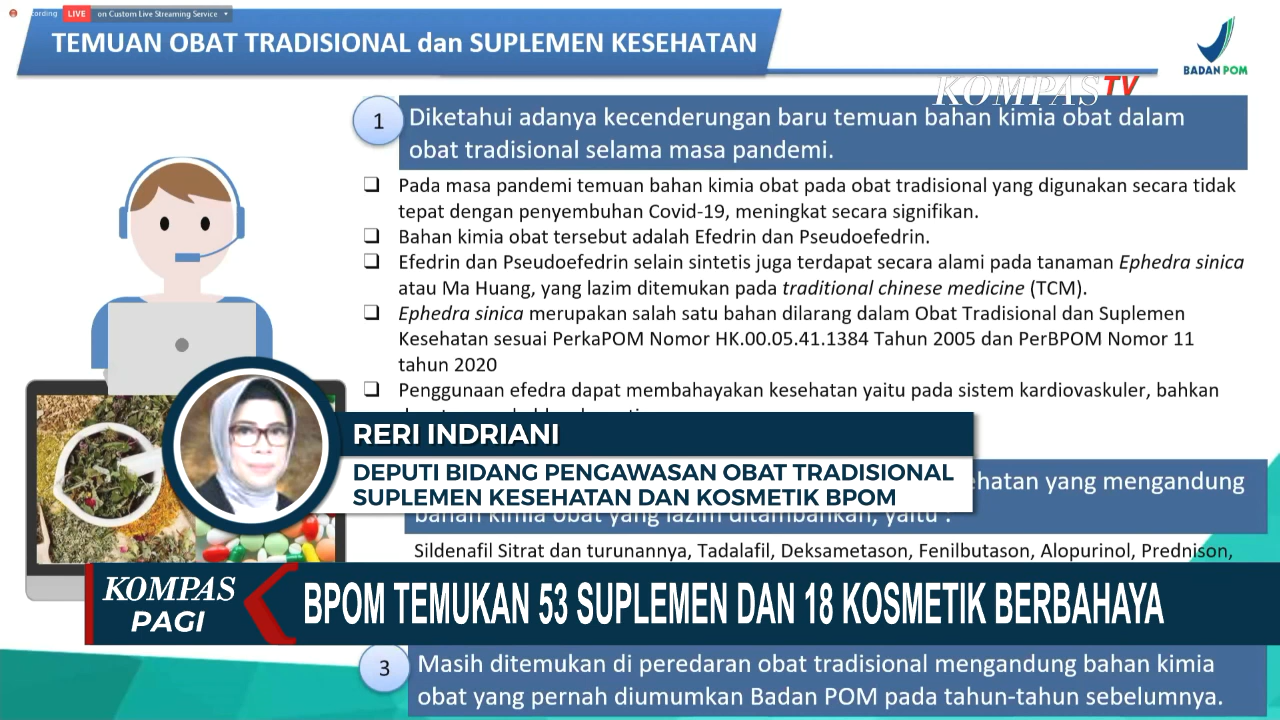 LIVE
on Custom Live Streaming Service
TEMUAN OBAT TRADISIONAL dan SUPLEMEN KESEHATAN
BADAN POM
KOMPAS TV
1
Diketahui adanya kecenderungan baru temuan bahan kimia obat dalam
obat tradisional selama masa pandemi.
Pada masa pandemi temuan bahan kimia obat pada obat tradisional yang digunakan secara tidak
tepat dengan penyembuhan Covid-19, meningkat secara signifikan.
Bahan kimia obat tersebut adalah Efedrin dan Pseudoefedrin.
Efedrin dan Pseudoefedrin selain sintetis juga terdapat secara alami pada tanaman Ephedra sinica
atau Ma Huang, yang lazim ditemukan pada traditional chinese medicine (TCM).
Ephedra sinica merupakan salah satu bahan dilarang dalam Obat Tradisional dan Suplemen
Kesehatan sesuai PerkaPOM Nomor HK.00.05.41.1384 Tahun 2005 dan PerBPOM Nomor 11
tahun 2020
Penggunaan efedra dapat membahayakan kesehatan yaitu pada sistem kardiovaskuler, bahkan
RERI INDRIANI
DEPUTI BIDANG PENGAWASAN OBAT TRADISIONAL
SUPLEMEN KESEHATAN DAN KOSMETIK BPOM
yang mengandung
bahan kimia obat yang lazim ditambahkan, yaitu :
Sildenafil Sitrat dan turunannya, Tadalafil, Deksametason, Fenilbutason, Alopurinol, Prednison,
KOMPAS
PAGI
BPOM TEMUKAN 53 SUPLEMEN DAN 18 KOSMETIK BERBAHAYA
3
Masih ditemukan di peredaran obat tradisional mengandung bahan kimia
obat yang pernah diumumkan Badan POM pada tahun-tahun sebelumnya.